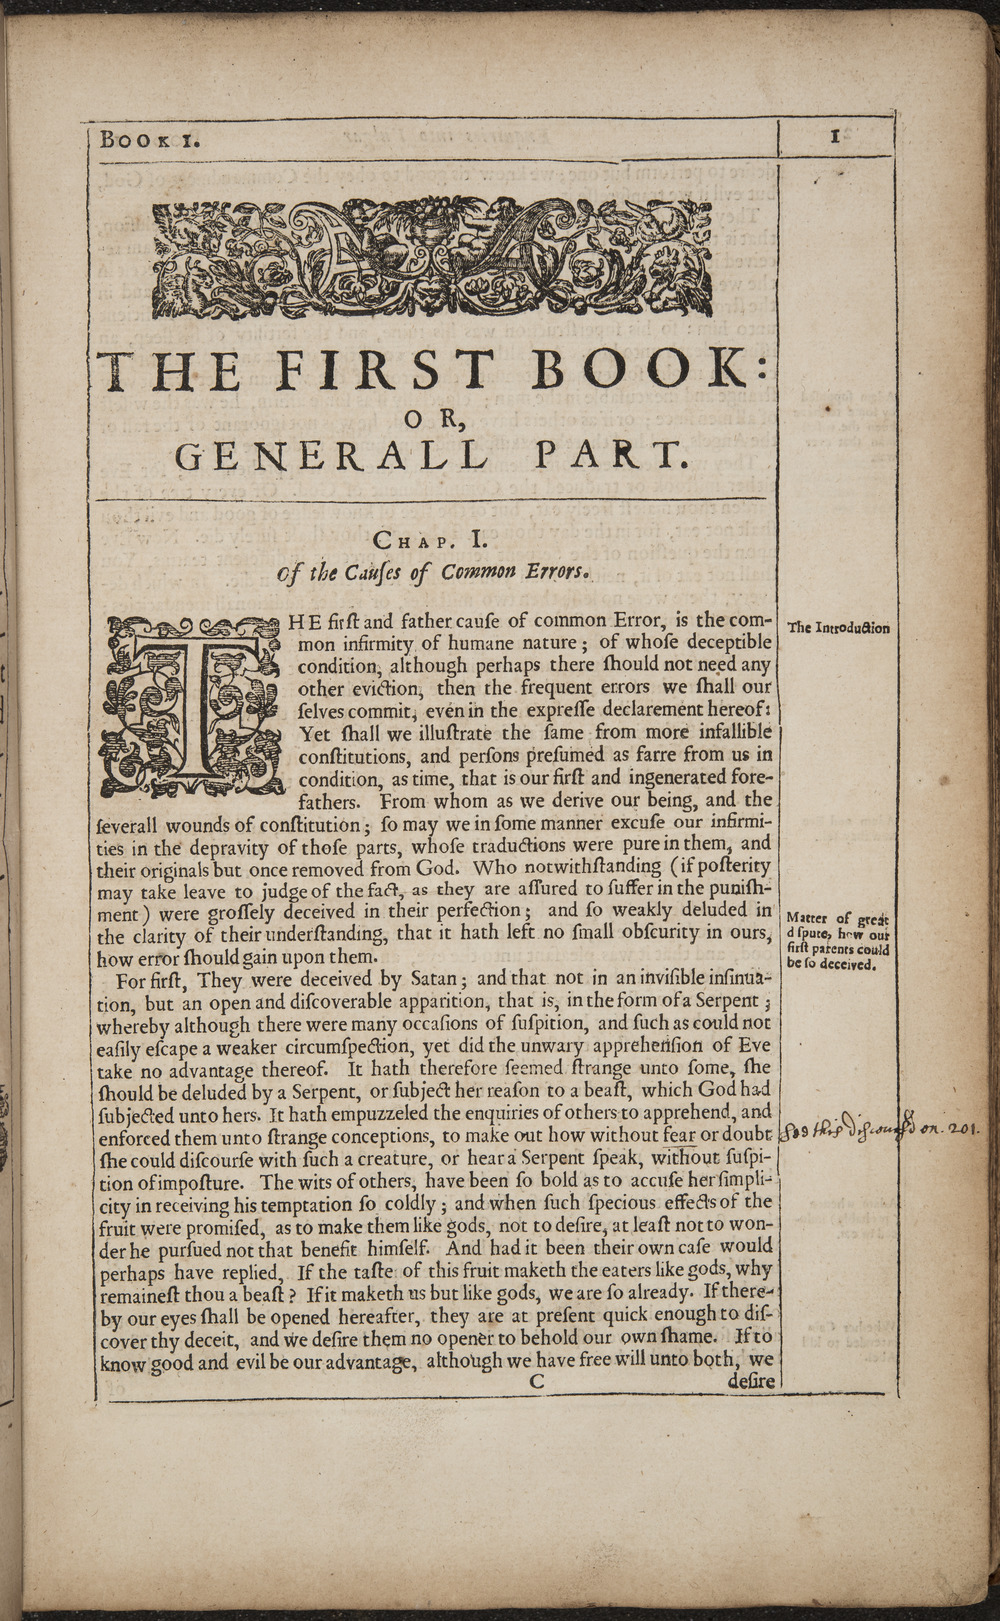 Book 1.
1
THE FIRST BOOK:
OR,
GENERALL PART.
Chap. I.
Of the Cauſes of Common Errors.
THE firſt and father cauſe of common Error, is the com-
mon infirmity of humane nature; of whoſe deceptible
condition, although perhaps there ſhould not need any
other eviction, then the frequent errors we ſhall our
ſelves commit, even in the expreſſe declarement hereof:
Yet ſhall we illuſtrate the ſame from more infallible
conſtitutions, and perſons preſumed as farre from us in
condition, as time, that is our firſt and ingenerated fore-
fathers. From whom as we derive our being, and the
ſeverall wounds of conſtitution; ſo may we in ſome manner excuſe our infirmi-
ties in the depravity of thoſe parts, whoſe traductions were pure in them, and
their originals but once removed from God. Who notwithſtanding (if poſterity
may take leave to judge of the fact, as they are aſſured to ſuffer in the puniſh-
ment) were groſſely deceived in their perfection; and ſo weakly deluded in
the clarity of their underſtanding, that it hath left no ſmall obſcurity in ours,
how error ſhould gain upon them.
For firſt, They were deceived by Satan; and that not in an inviſible inſinua-
tion, but an open and diſcoverable apparition, that is, in the form of a Serpent;
whereby although there were many occaſions of ſuſpition, and ſuch as could not
eaſily eſcape a weaker circumſpection, yet did the unwary apprehenſion of Eve
take no advantage thereof. It hath therefore ſeemed ſtrange unto ſome, ſhe
ſhould be deluded by a Serpent, or ſubject her reaſon to a beaſt, which God had
ſubjected unto hers. It hath empuzzeled the enquiries of others to apprehend, and
enforced them unto ſtrange conceptions, to make out how without fear or doubt
ſhe could diſcourſe with ſuch a creature, or hear a Serpent ſpeak, without ſuſpi-
tion of impoſture. The wits of others, have been ſo bold as to accuſe her ſimpli-
city in receiving his temptation ſo coldly; and when ſuch ſpecious effects of the
fruit were promiſed, as to make them like gods, not to deſire, at leaſt not to won-
der he purſued not that benefit himſelf. And had it been their own caſe would
perhaps have replied, If the taſte of this fruit maketh the eaters like gods, why
remaineſt thou a beaſt? If it maketh us but like gods, we are ſo already. If there-
by our eyes ſhall be opened hereafter, they are at preſent quick enough to diſ-
cover thy deceit, and we deſire them no opener to behold our own ſhame. If to
know good and evil be our advantage, although we have free will unto both, we
C
deſire
The Introduction
Matter of great
dſpute, how our
firſt parents could
be ſo deceived.
See this diſcourſed on. 201.